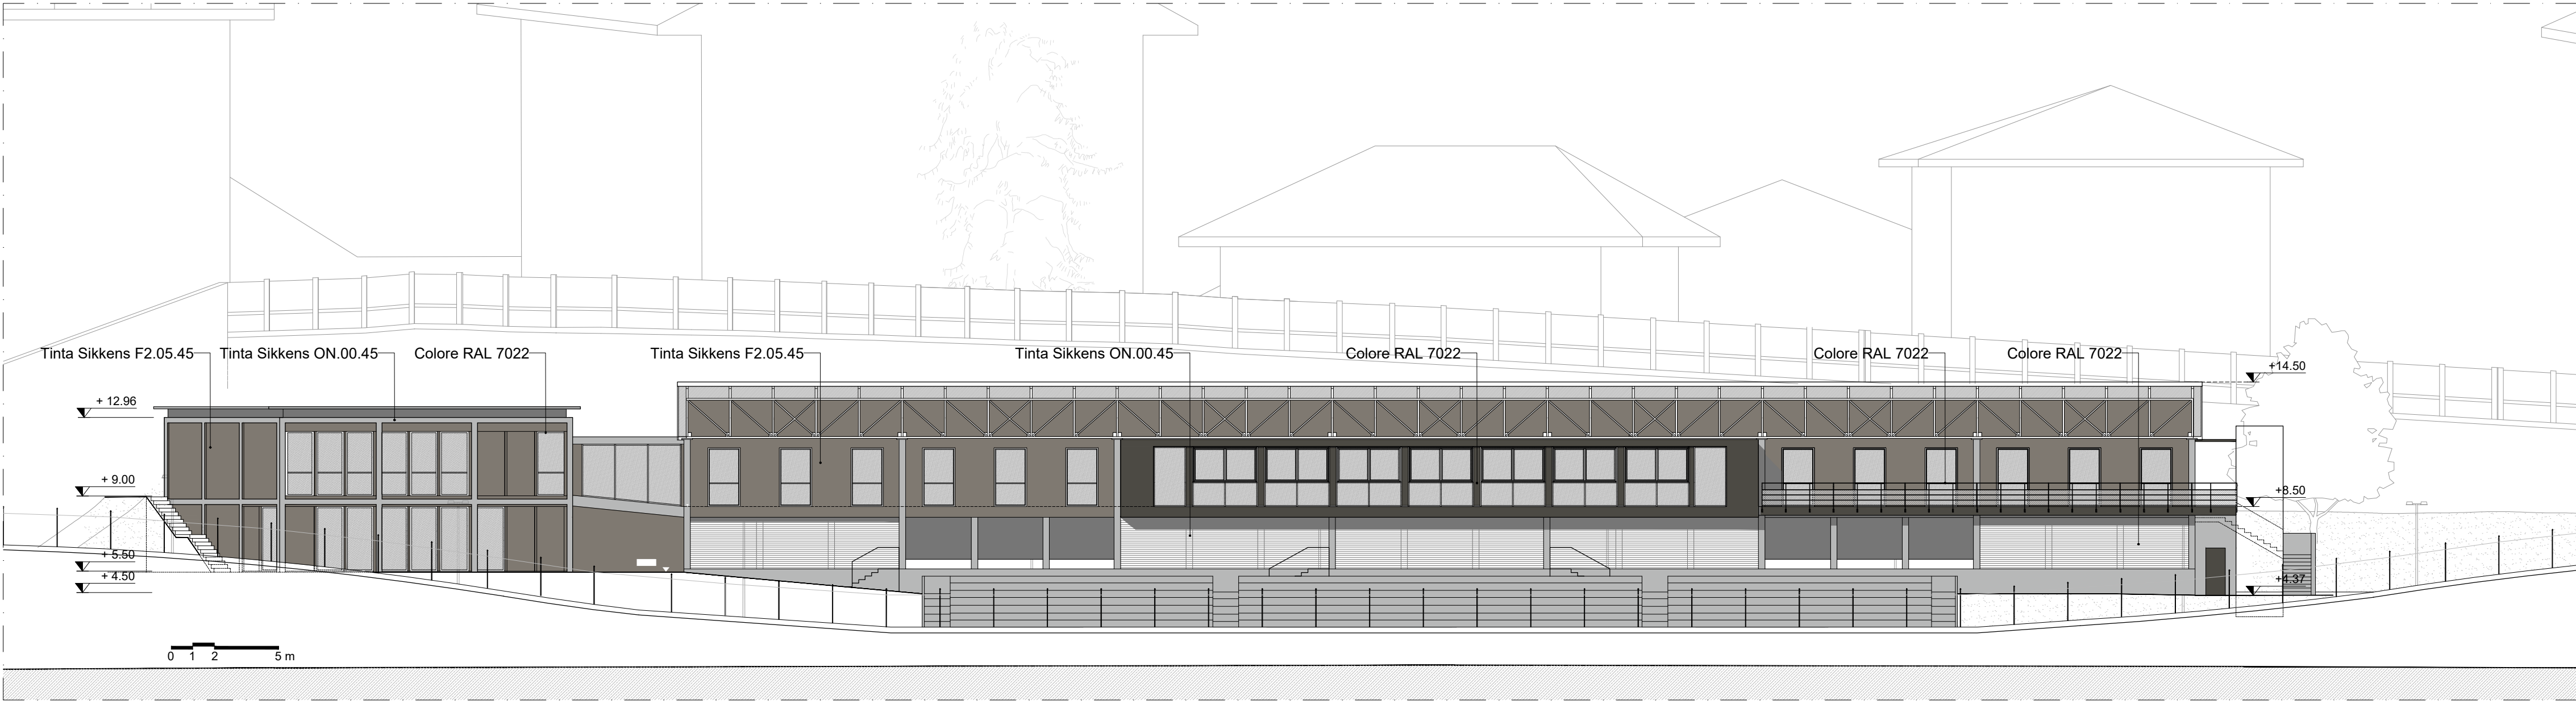 Tinta Sikkens F2.05.45
Tinta Sikkens ON.00.45
Colore RAL 7022
Tinta Sikkens F2.05.45
Tinta Sikkens ON.00.45
Colore RAL 7022
Colore RAL 7022
Colore RAL 7022
+14.50
+ 12.96
+ 9.00
+8.50
+ 5.50
+ 4.50
+4.37
0 1 2 5 m